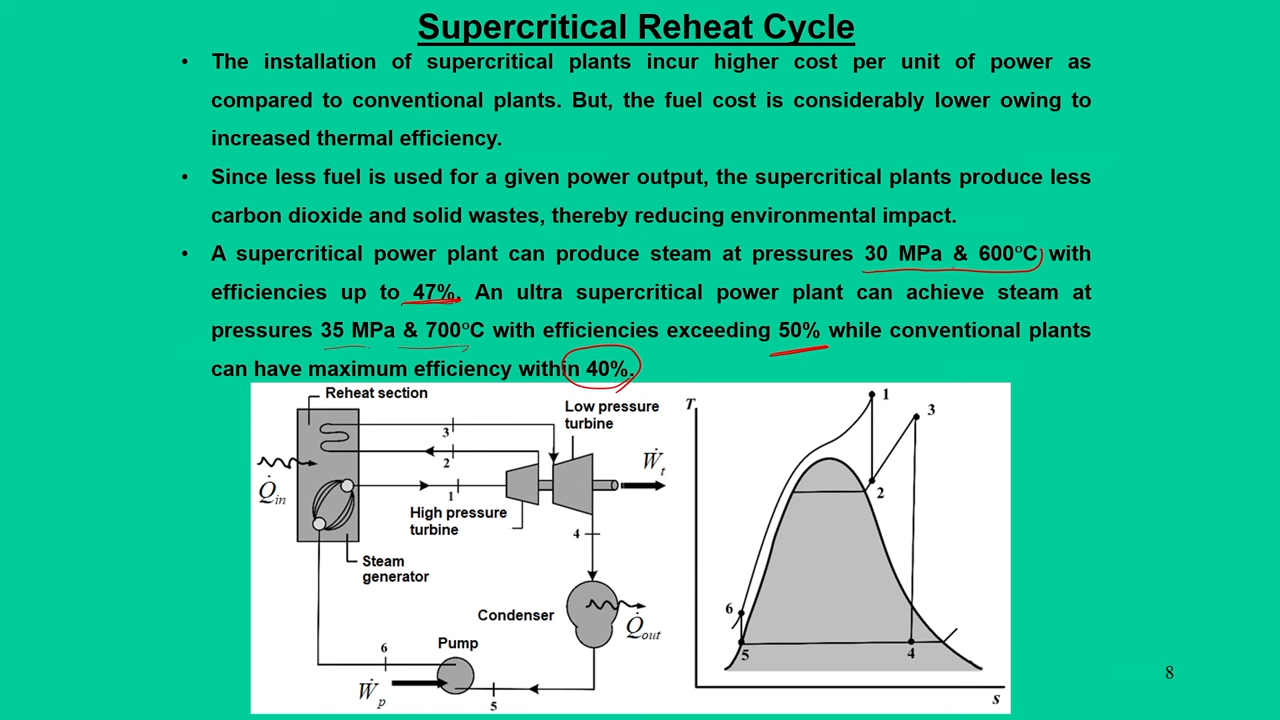 Supercritical Reheat Cycle
• The installation of supercritical plants incur higher cost per unit of power as
compared to conventional plants. But, the fuel cost is considerably lower owing to
increased thermal efficiency.
• Since less fuel is used for a given power output, the supercritical plants produce less
carbon dioxide and solid wastes, thereby reducing environmental impact.
• A supercritical power plant can produce steam at pressures 30 MPa & 600°C with
efficiencies up to 47%. An ultra supercritical power plant can achieve steam at
pressures 35 MPa & 700°C with efficiencies exceeding 50% while conventional plants
can have maximum efficiency within 40%.
Reheat section
3
2
Q̇in
1
High pressure
turbine
Low pressure
turbine
Ẇt
4
Steam
generator
Condenser
Q̇out
Pump
6
Ẇp
5
T
1
3
2
6
5
4
s
8